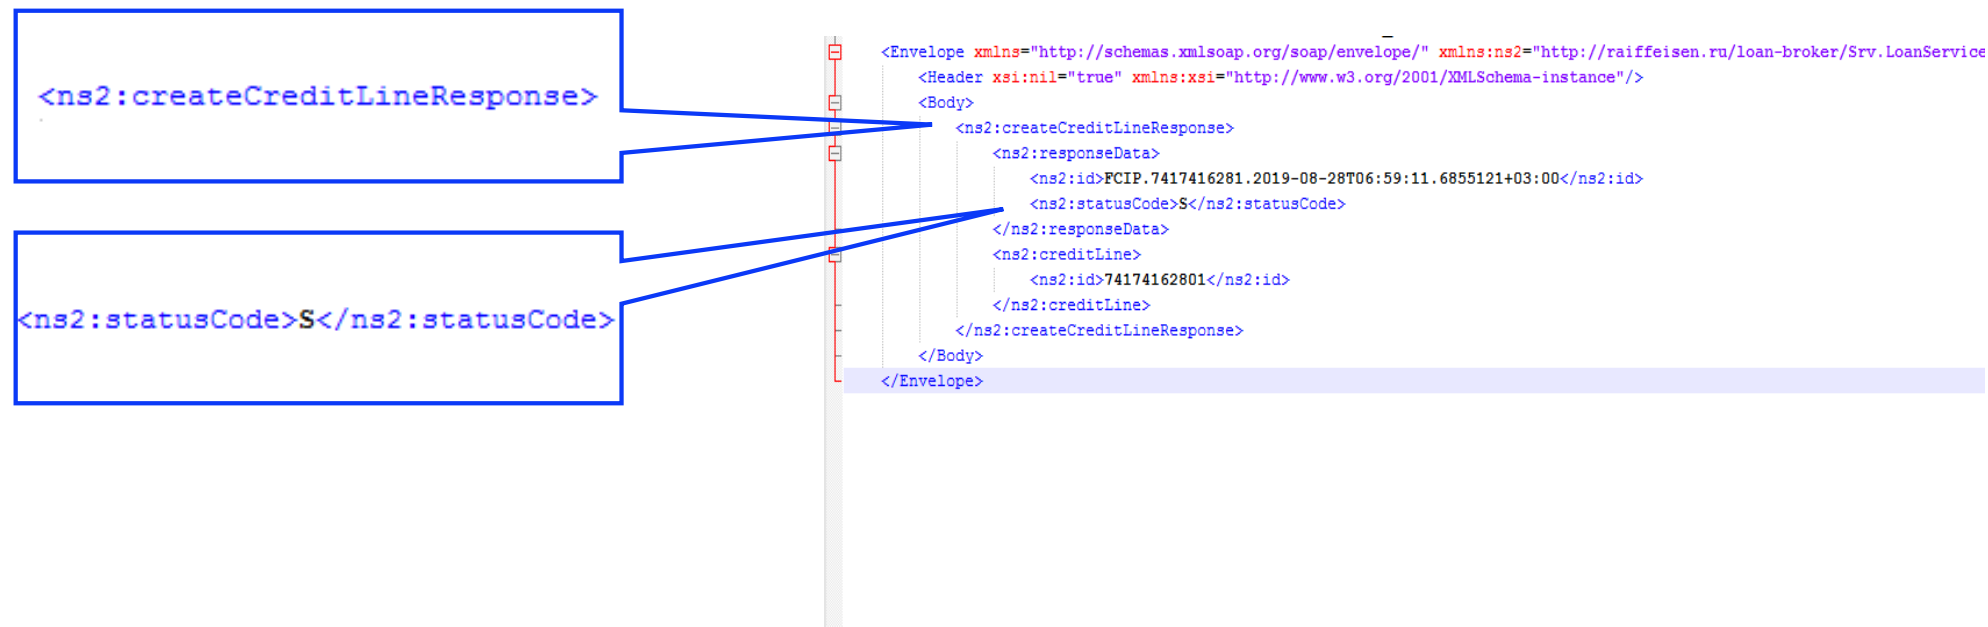 <ns2:createCreditLineResponse>
<ns2:statusCode>S</ns2:statusCode>
<Envelope xmlns="http://schemas.xmlsoap.org/soap/envelope/" xmlns:ns2="http://raiffeisen.ru/loan-broker/Srv.LoanService
<Header xsi:nil="true" xmlns:xsi="http://www.w3.org/2001/XMLSchema-instance"/>
<Body>
<ns2:createCreditLineResponse>
<ns2:responseData>
<ns2:id>FCIP.7417416281.2019-08-28T06:59:11.6855121+03:00</ns2:id>
<ns2:statusCode>S</ns2:statusCode>
</ns2:responseData>
<ns2:creditLine>
<ns2:id>74174162801</ns2:id>
</ns2:creditLine>
</ns2:createCreditLineResponse>
</Body>
</Envelope>